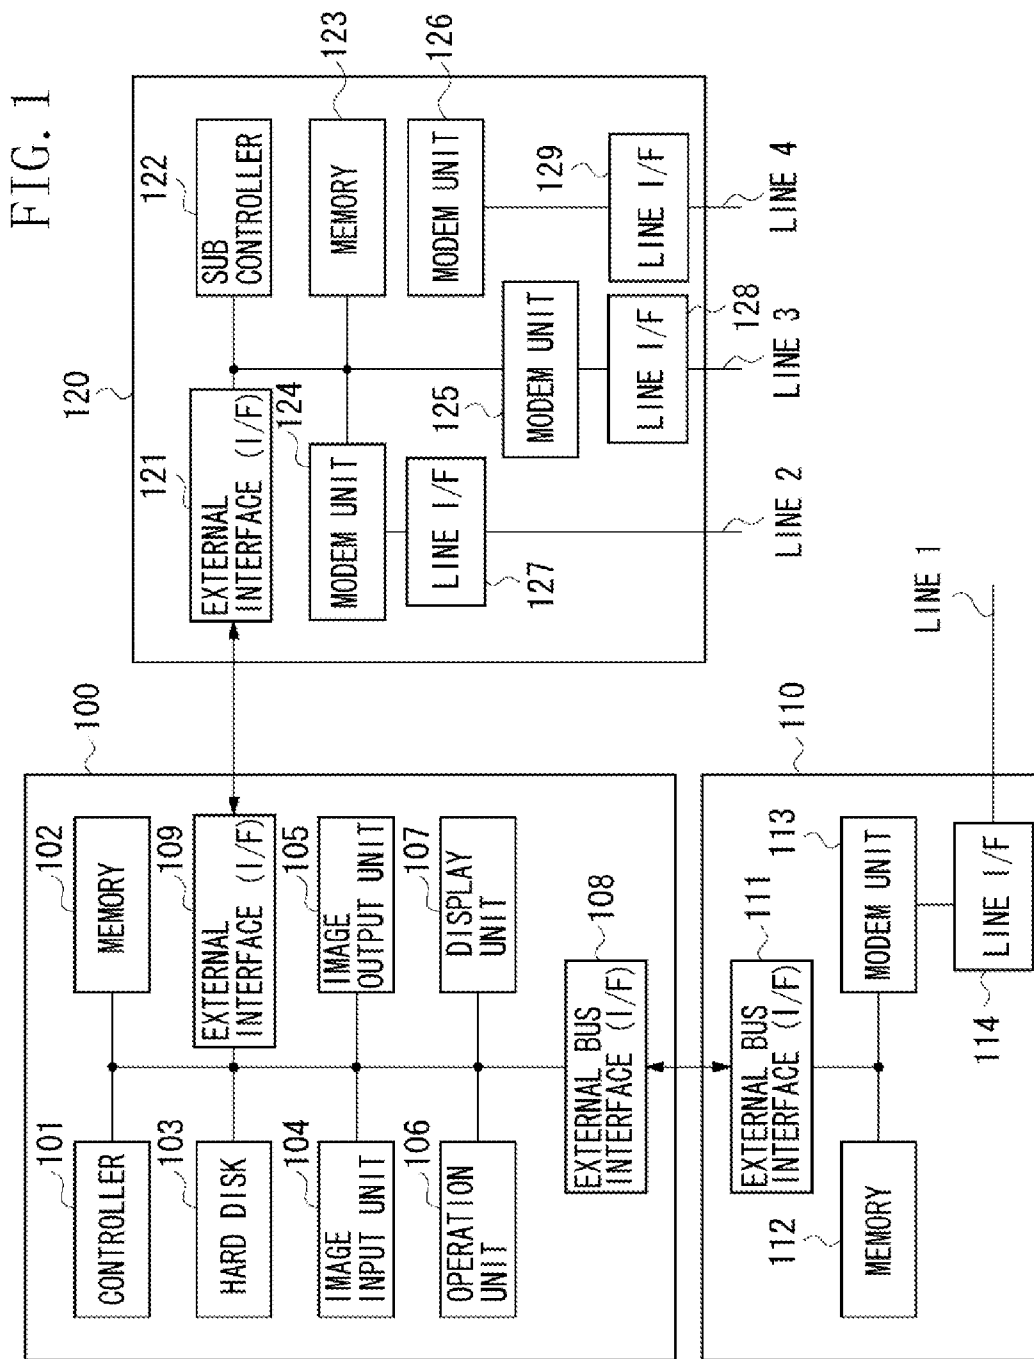 FIG. 1
100
101
CONTROLLER
102
MEMORY
103
HARD DISK
109
EXTERNAL
INTERFACE (I/F)
104
IMAGE
INPUT UNIT
105
IMAGE
OUTPUT UNIT
106
OPERATION
UNIT
107
DISPLAY
UNIT
108
EXTERNAL BUS
INTERFACE (I/F)
110
111
EXTERNAL BUS
INTERFACE (I/F)
112
MEMORY
113
MODEM UNIT
114
LINE I/F
LINE 1
120
121
EXTERNAL
INTERFACE (I/F)
122
SUB
CONTROLLER
124
MODEM UNIT
123
MEMORY
127
LINE I/F
126
MODEM UNIT
125
MODEM UNIT
128
LINE I/F
129
LINE I/F
LINE 2
LINE 3
LINE 4